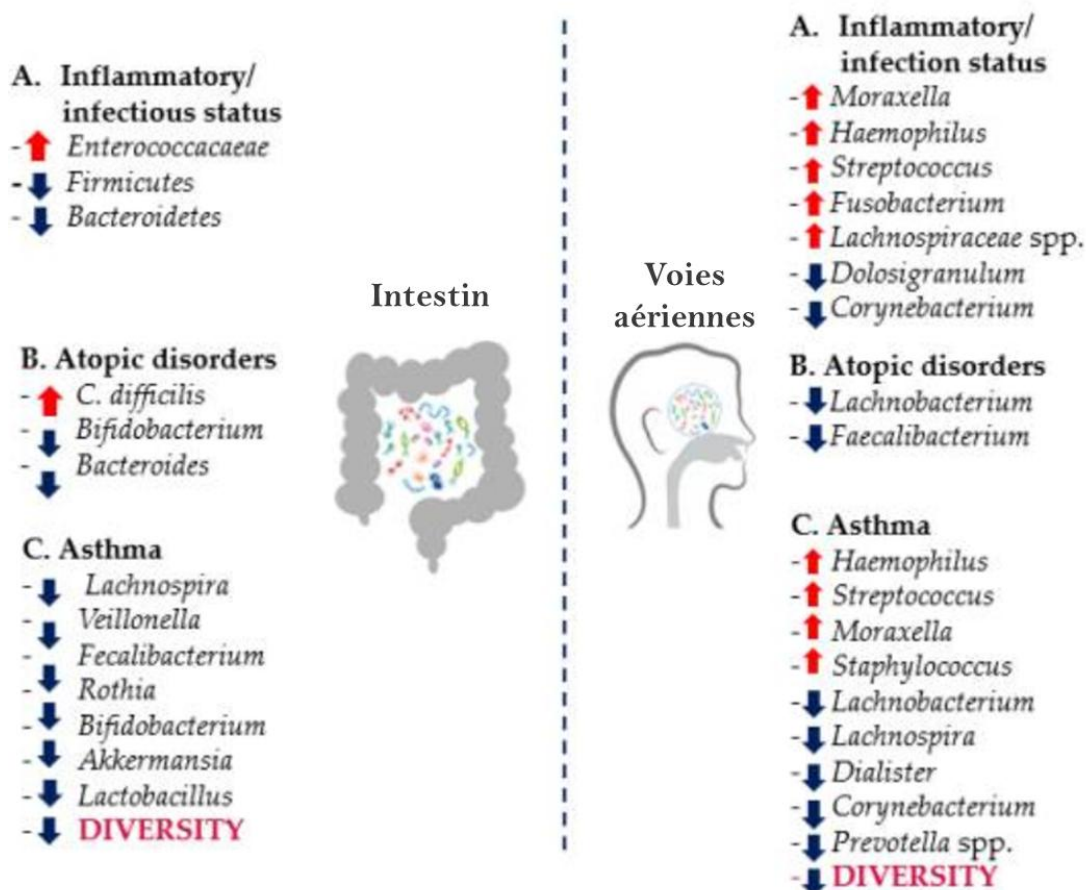 A. Inflammatory/
infectious status
- Enterococcacaeae
- Firmicutes
- Bacteroidetes
B. Atopic disorders
- C. difficilis
- Bifidobacterium
- Bacteroides
C. Asthma
- Lachnospira
- Veillonella
- Fecalibacterium
- Rothia
- Bifidobacterium
- Akkermansia
- Lactobacillus
- DIVERSITY
Intestin
Voies
aériennes
A. Inflammatory/
infection status
- Moraxella
- Haemophilus
- Streptococcus
- Fusobacterium
- Lachnospiraceae spp.
- Dolosigranulum
- Corynebacterium
B. Atopic disorders
- Lachnobacterium
- Faecalibacterium
C. Asthma
- Haemophilus
- Streptococcus
- Moraxella
- Staphylococcus
- Lachnobacterium
- Lachnospira
- Dialister
- Corynebacterium
- Prevotella spp.
- DIVERSITY